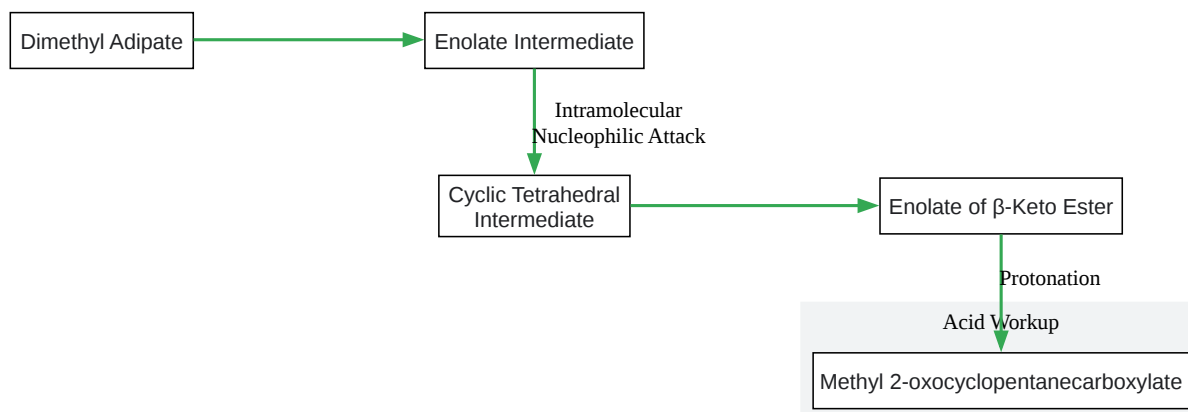 Dimethyl Adipate
Enolate Intermediate
Intramolecular
Nucleophilic Attack
Cyclic Tetrahedral
Intermediate
Enolate of β-Keto Ester
Protonation
Acid Workup
Methyl 2-oxocyclopentanecarboxylate